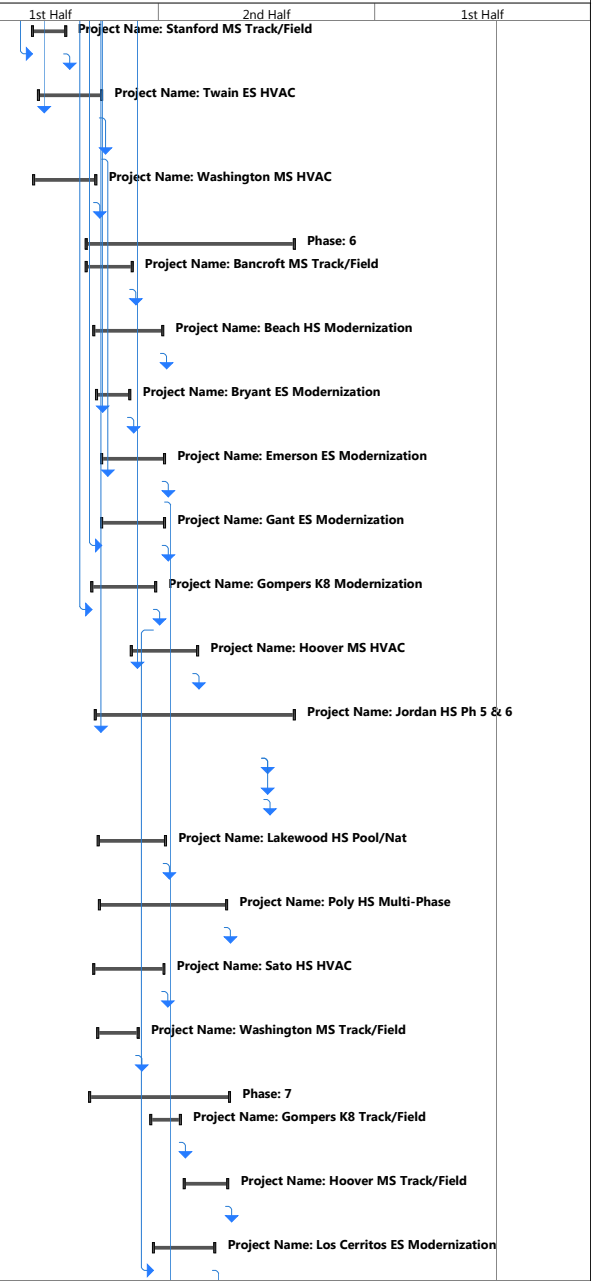 1st Half 2nd Half 1st Half
Project Name: Stanford MS Track/Field
Project Name: Twain ES HVAC
Project Name: Washington MS HVAC
Phase: 6
Project Name: Bancroft MS Track/Field
Project Name: Beach HS Modernization
Project Name: Bryant ES Modernization
Project Name: Emerson ES Modernization
Project Name: Gant ES Modernization
Project Name: Gompers K8 Modernization
Project Name: Hoover MS HVAC
Project Name: Jordan HS Ph 5 & 6
Project Name: Lakewood HS Pool/Nat
Project Name: Poly HS Multi-Phase
Project Name: Sato HS HVAC
Project Name: Washington MS Track/Field
Phase: 7
Project Name: Gompers K8 Track/Field
Project Name: Hoover MS Track/Field
Project Name: Los Cerritos ES Modernization